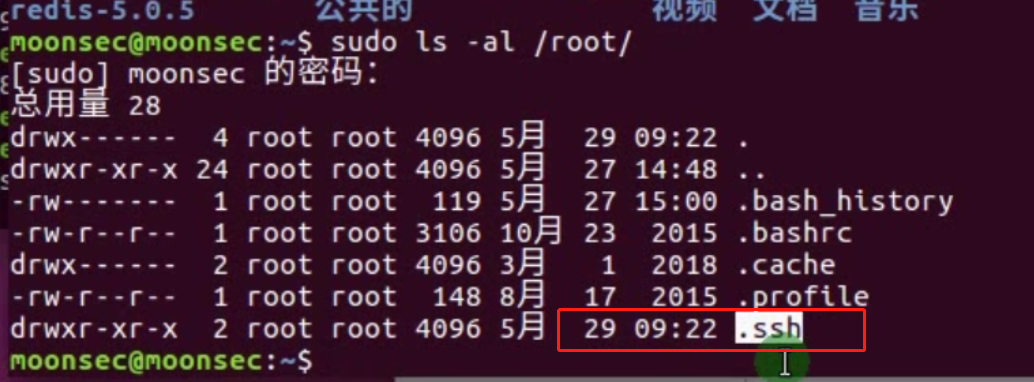 redis-5.0.5 公共的 视频 文档 音乐
moonsec@moonsec:~$ sudo ls -al /root/
[sudo] moonsec 的密码：
总用量 28
drwx------ 4 root root 4096 5月 29 09:22 .
drwxr-xr-x 24 root root 4096 5月 27 14:48 ..
-rw------- 1 root root 119 5月 27 15:00 .bash_history
-rw-r--r-- 1 root root 3106 10月 23 2015 .bashrc
drwx------ 2 root root 4096 3月 1 2018 .cache
-rw-r--r-- 1 root root 148 8月 17 2015 .profile
drwxr-xr-x 2 root root 4096 5月 29 09:22 .ssh
moonsec@moonsec:~$